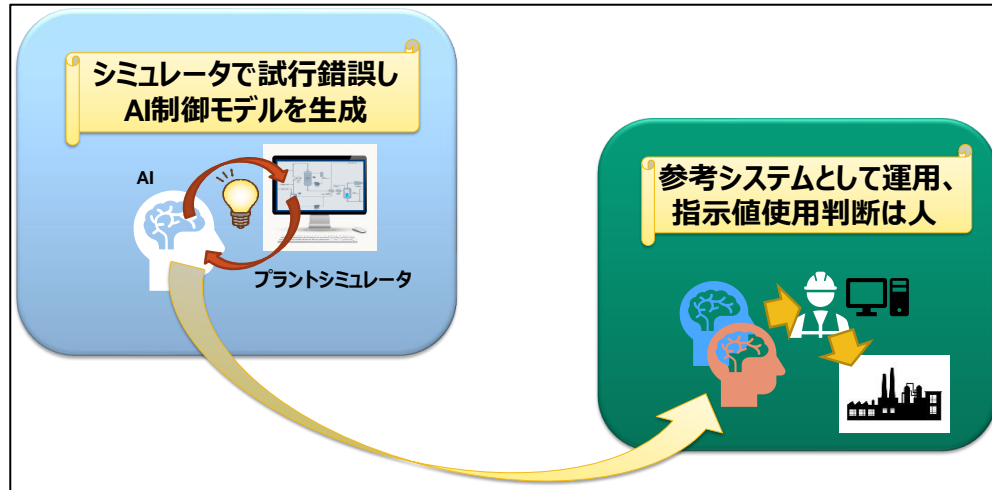 シミュレータで試行錯誤し
AI制御モデルを生成
AI
プラントシミュレータ
参考システムとして運用、
指示値使用判断は人